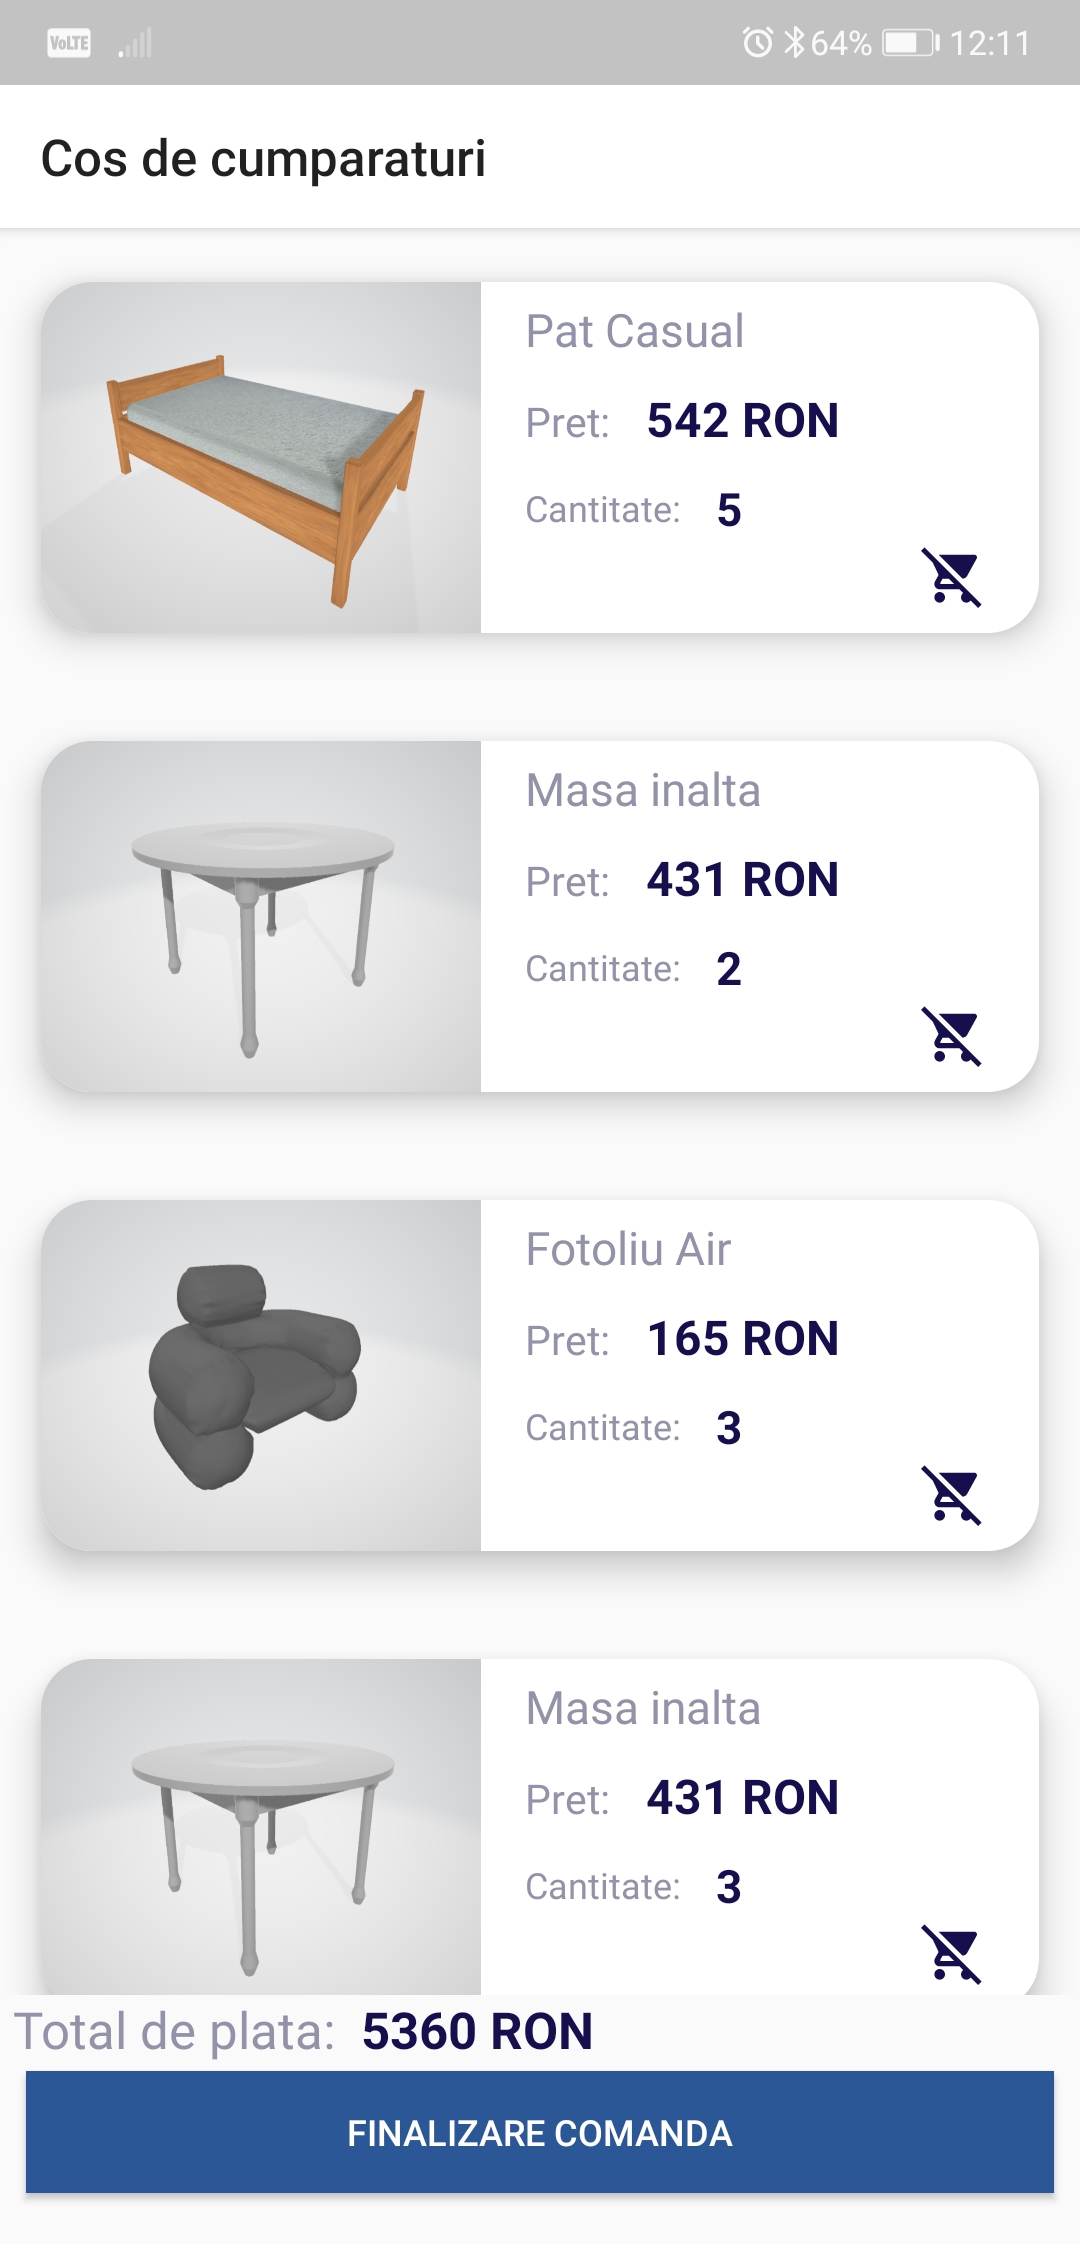 VoLTE 64% 12:11
Cos de cumparaturi
Pat Casual
Pret: 542 RON
Cantitate: 5
Masa inalta
Pret: 431 RON
Cantitate: 2
Fotoliu Air
Pret: 165 RON
Cantitate: 3
Masa inalta
Pret: 431 RON
Cantitate: 3
Total de plata: 5360 RON
FINALIZARE COMANDA